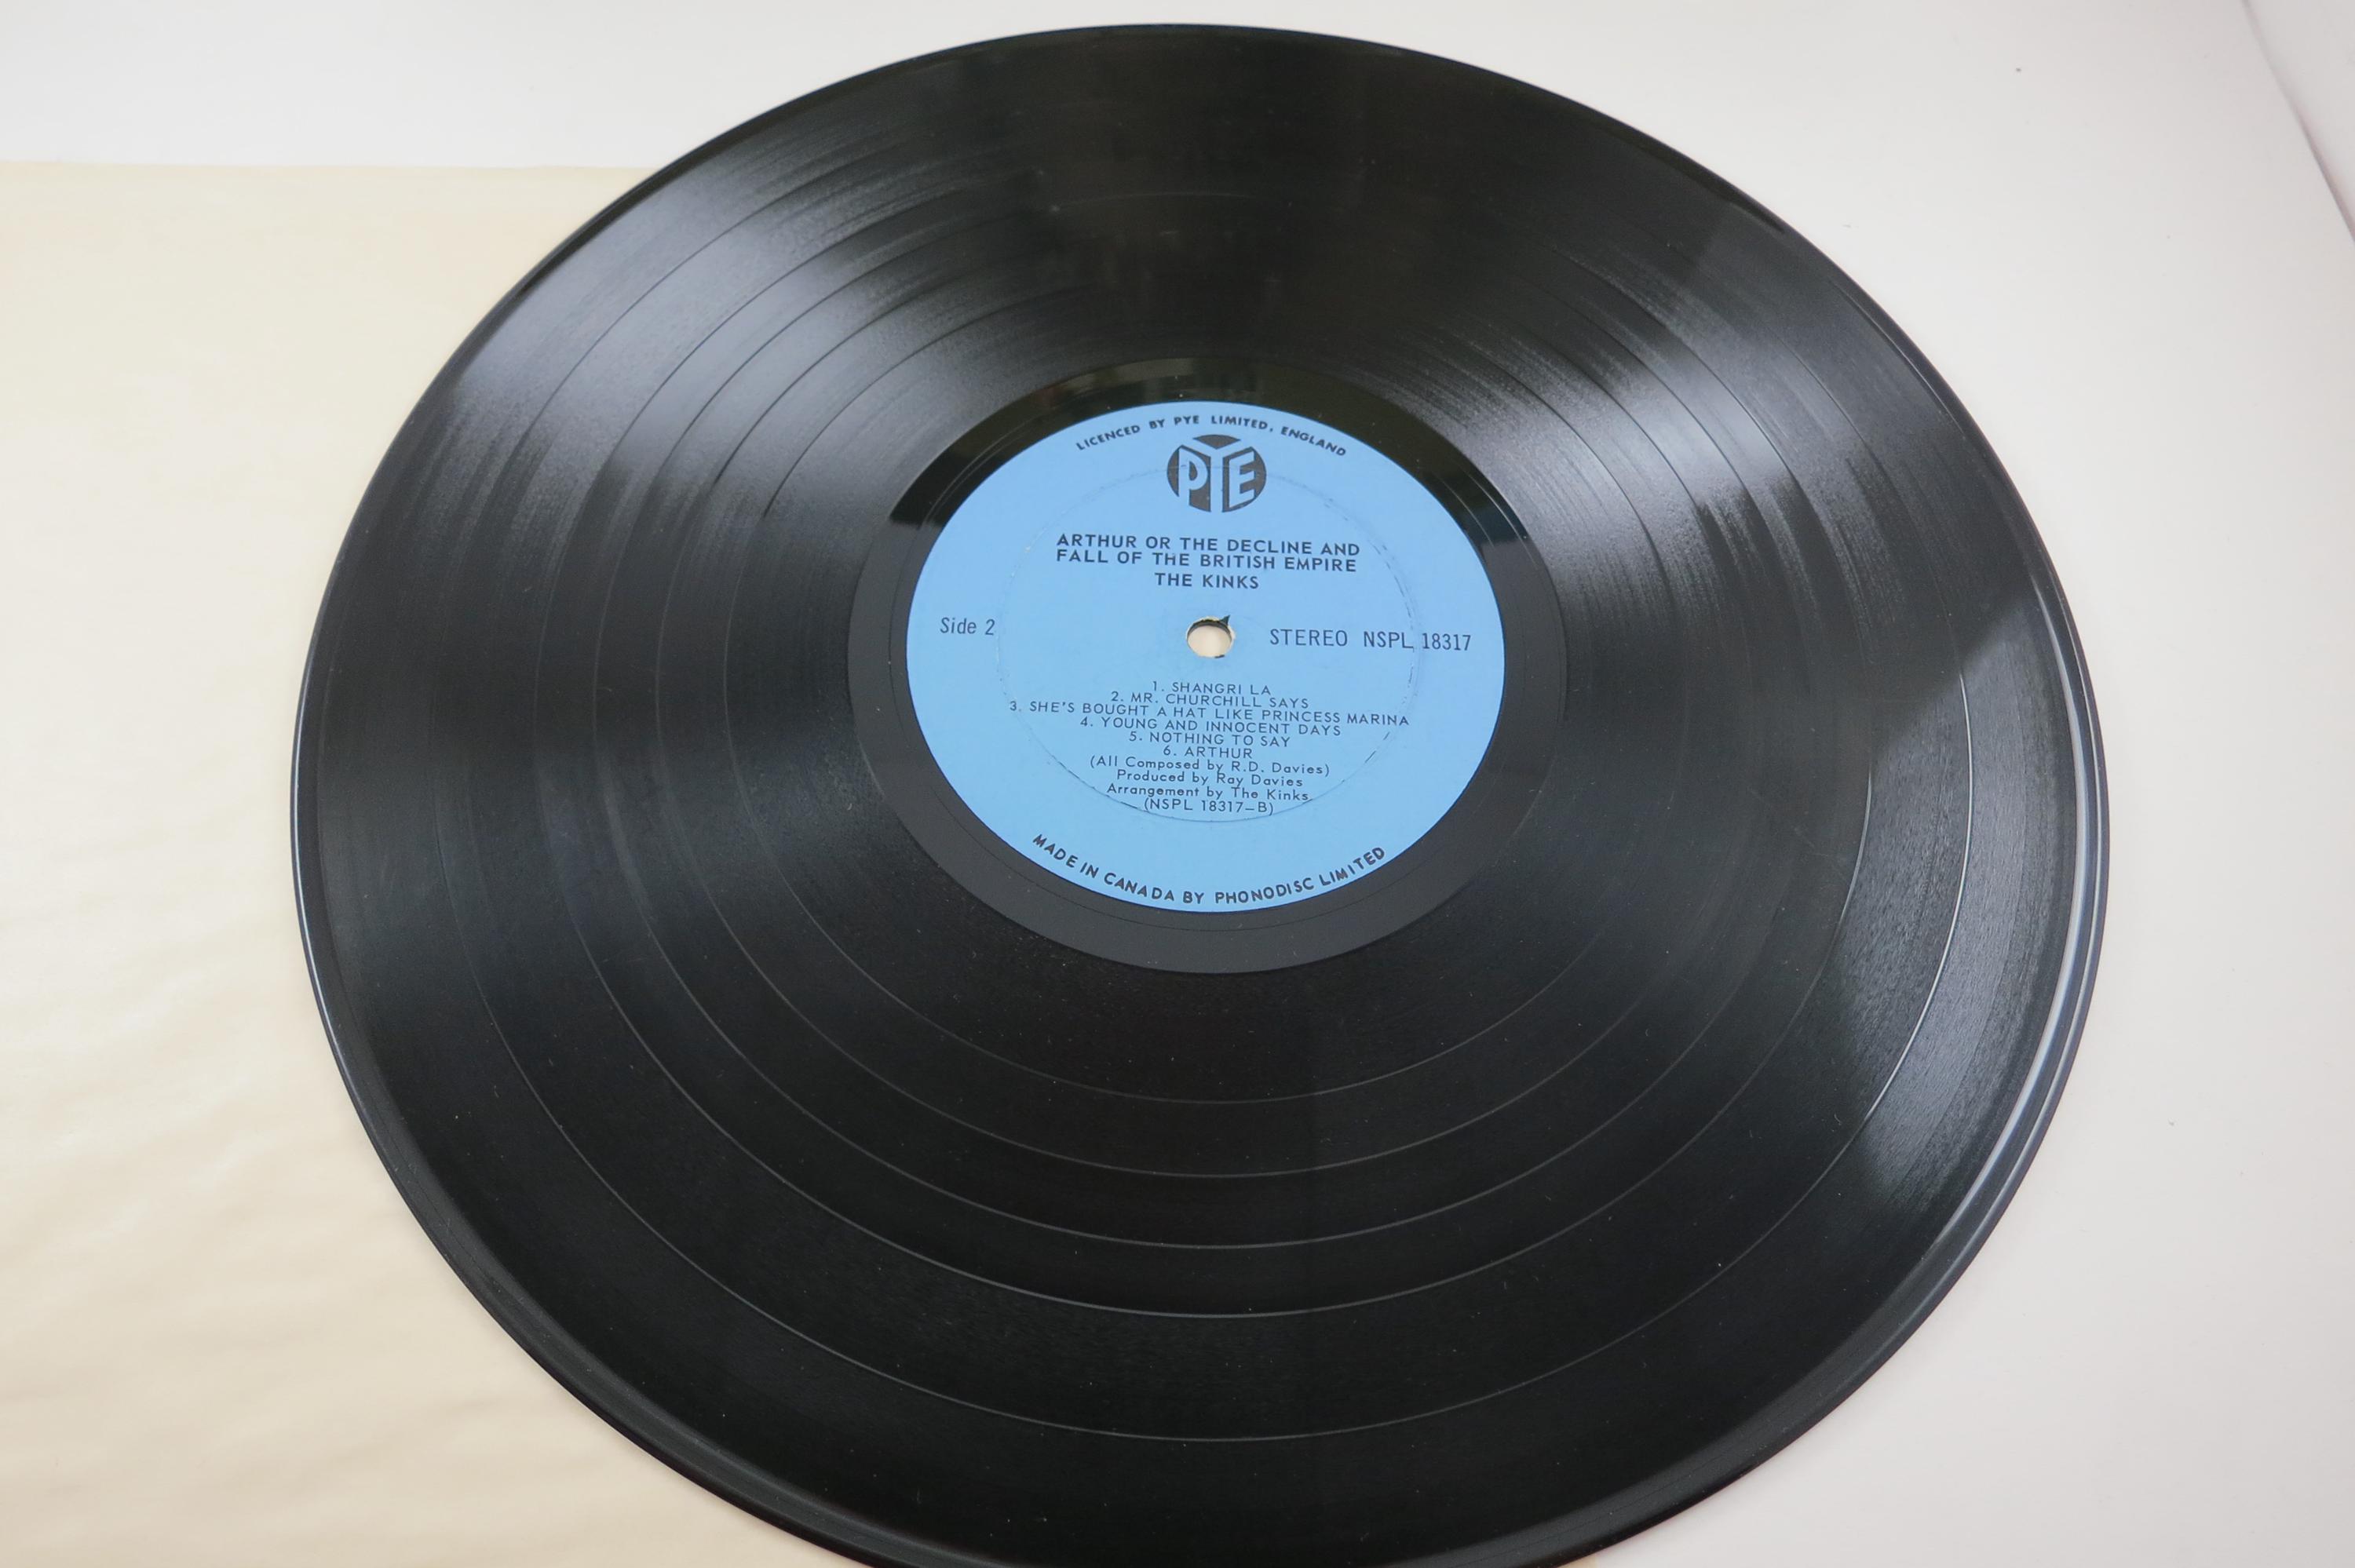 LICENCED BY PYE LIMITED, ENGLAND
PYE
ARTHUR OR THE DECLINE AND
FALL OF THE BRITISH EMPIRE
THE KINKS
Side 2
STEREO NSPL 18317
1. SHANGRI LA
2. MR. CHURCHILL SAYS
3. SHE'S BOUGHT A HAT LIKE PRINCESS MARINA
4. YOUNG AND INNOCENT DAYS
5. NOTHING TO SAY
6. ARTHUR
(All Composed by R.D. Davies)
Produced by Ray Davies
Arrangement by The Kinks
(NSPL 18317-B)
MADE IN CANADA BY PHONODISC LIMITED